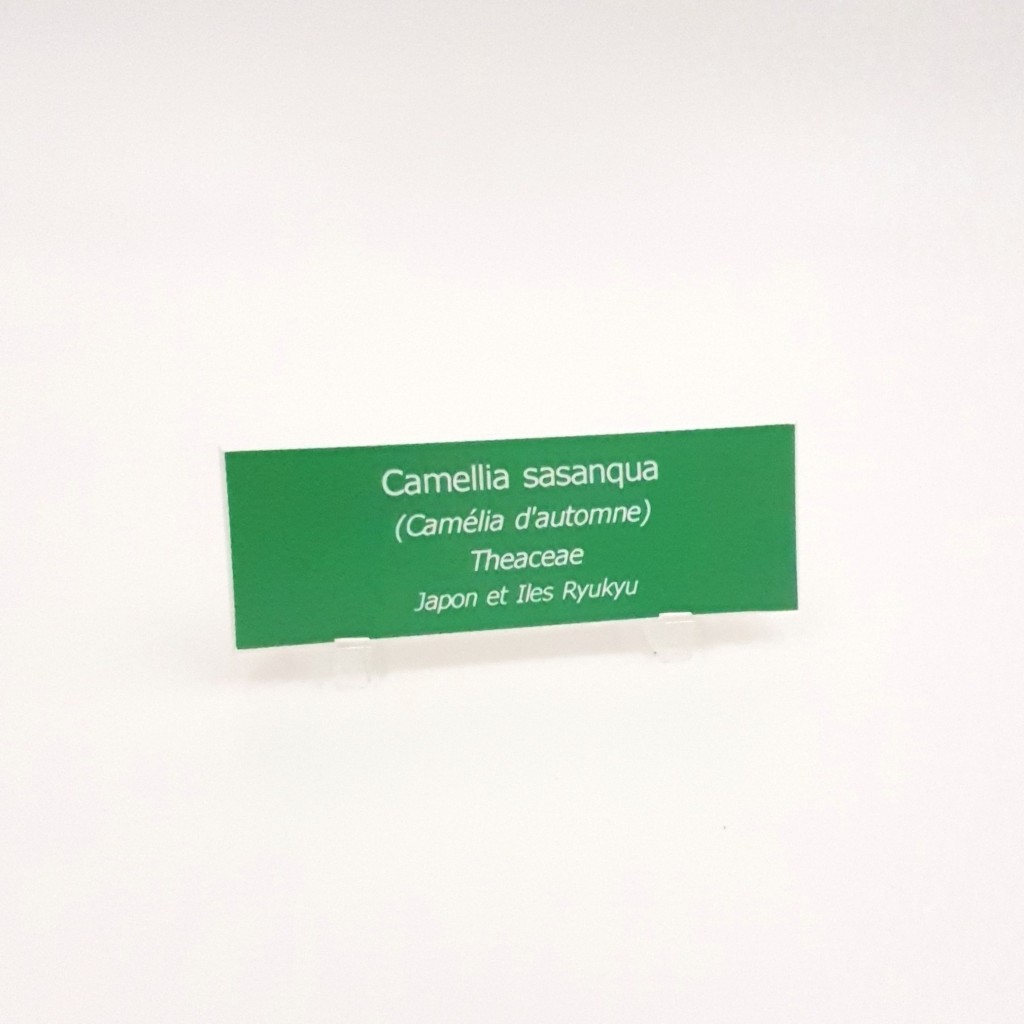 Camellia sasanqua
(Camélia d'automne)
Theaceae
Japon et Iles Ryukyu